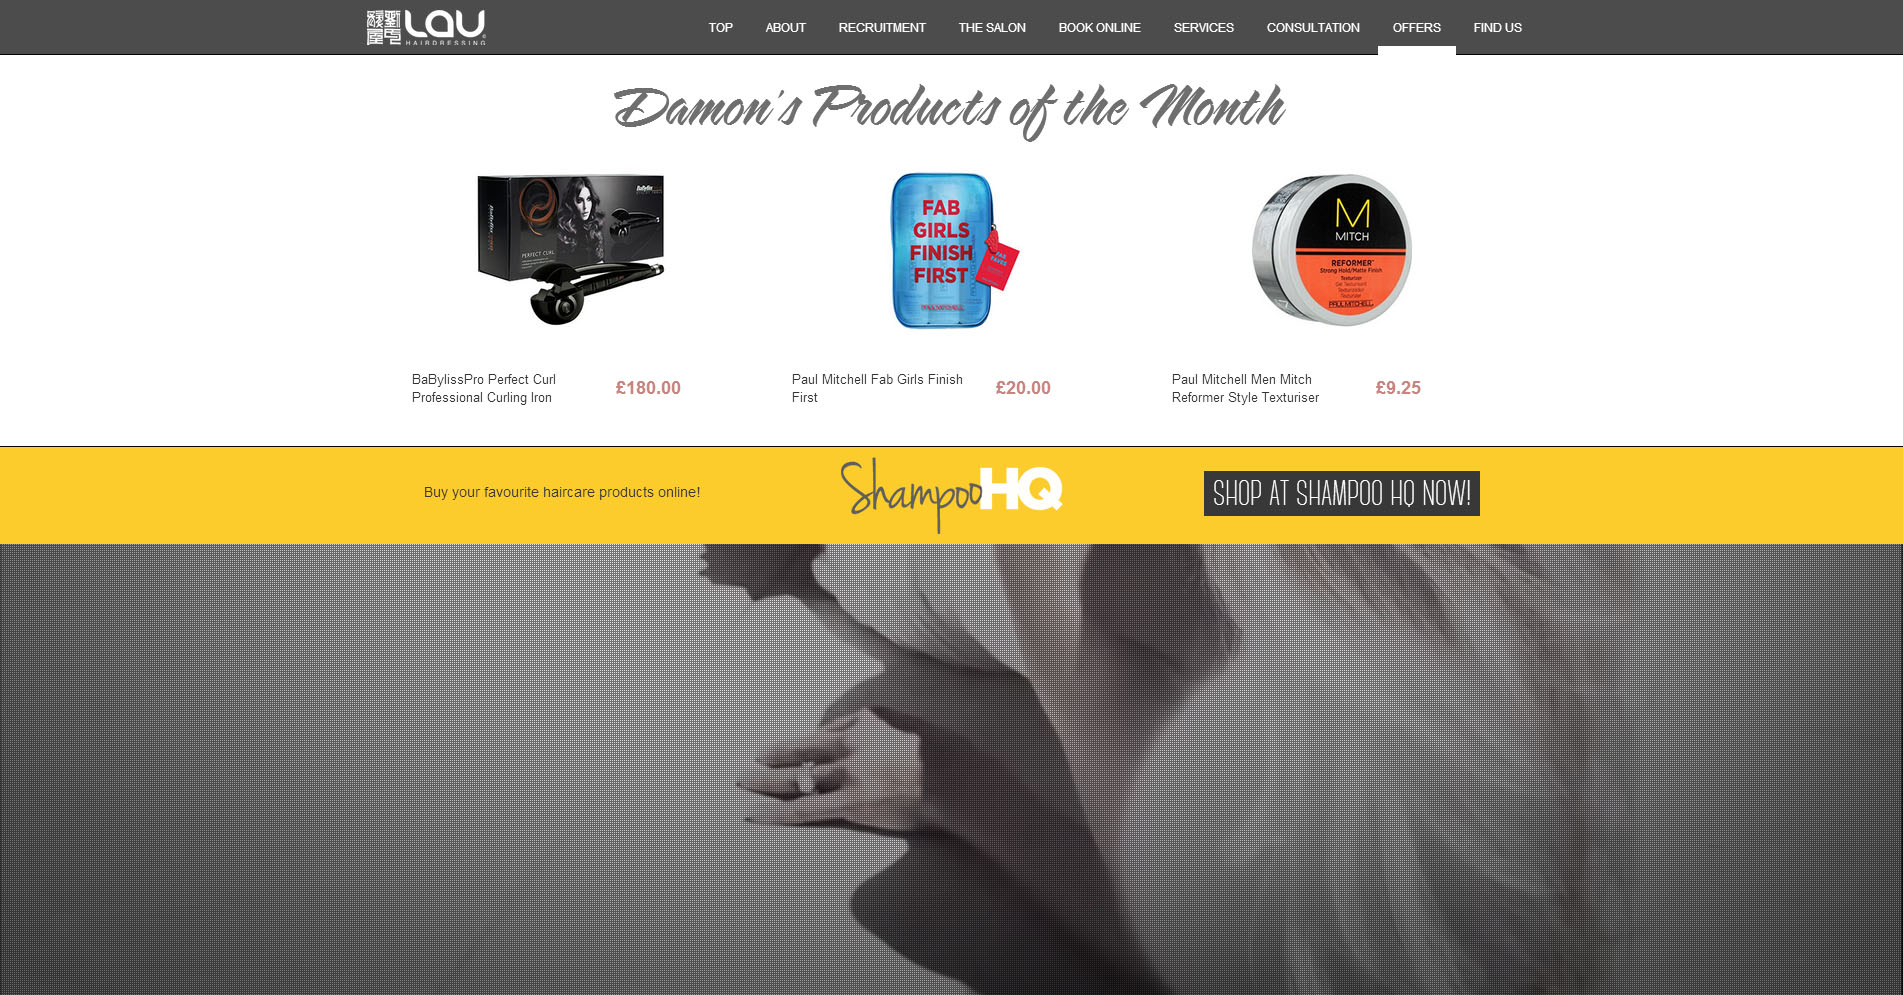 LAU
HAIRDRESSING
TOP
ABOUT
RECRUITMENT
THE SALON
BOOK ONLINE
SERVICES
CONSULTATION
OFFERS
FIND US
Damon's Products of the Month
BaByliss
PERFECT CURL
FAB
GIRLS
FINISH
FIRST
PAUL MITCHELL
M
MITCH
REFORMER™
Strong Hold/Matte Finish
Texturizer
PAUL MITCHELL
BaBylissPro Perfect Curl
Professional Curling Iron
£180.00
Paul Mitchell Fab Girls Finish
First
£20.00
Paul Mitchell Men Mitch
Reformer Style Texturiser
£9.25
Buy your favourite haircare products online!
ShampooHQ
SHOP AT SHAMPOO HQ NOW!